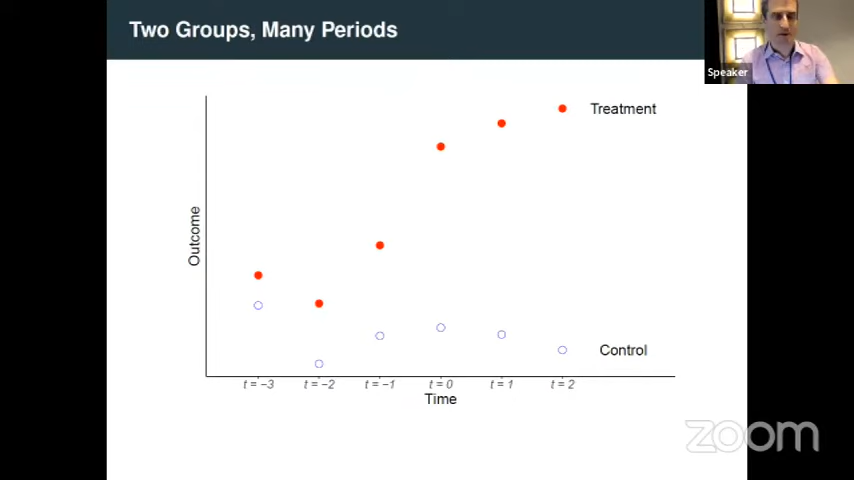 Two Groups, Many Periods
Speaker
Treatment
Outcome
Control
t = −3 t = −2 t = −1 t = 0 t = 1 t = 2
Time
zoom